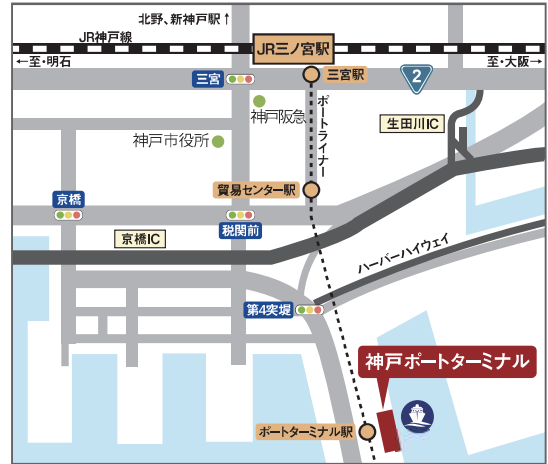 北野、新神戸駅↑
JR神戸線
JR三ノ宮駅
←至・明石
至・大阪→
三宮
三宮駅
2
神戸阪急
ポートライナー
生田川IC
神戸市役所
貿易センター駅
京橋
税関前
京橋IC
ハーバーハイウェイ
第4突堤
神戸ポートターミナル
ポートターミナル駅